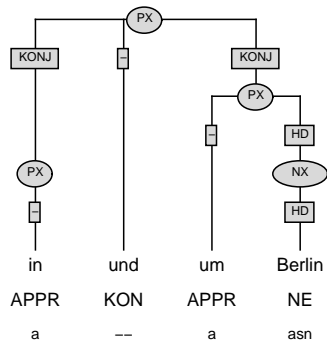 PX
KONJ – KONJ
PX
– HD
PX NX
– HD
in und um Berlin
APPR KON APPR NE
a –– a asn